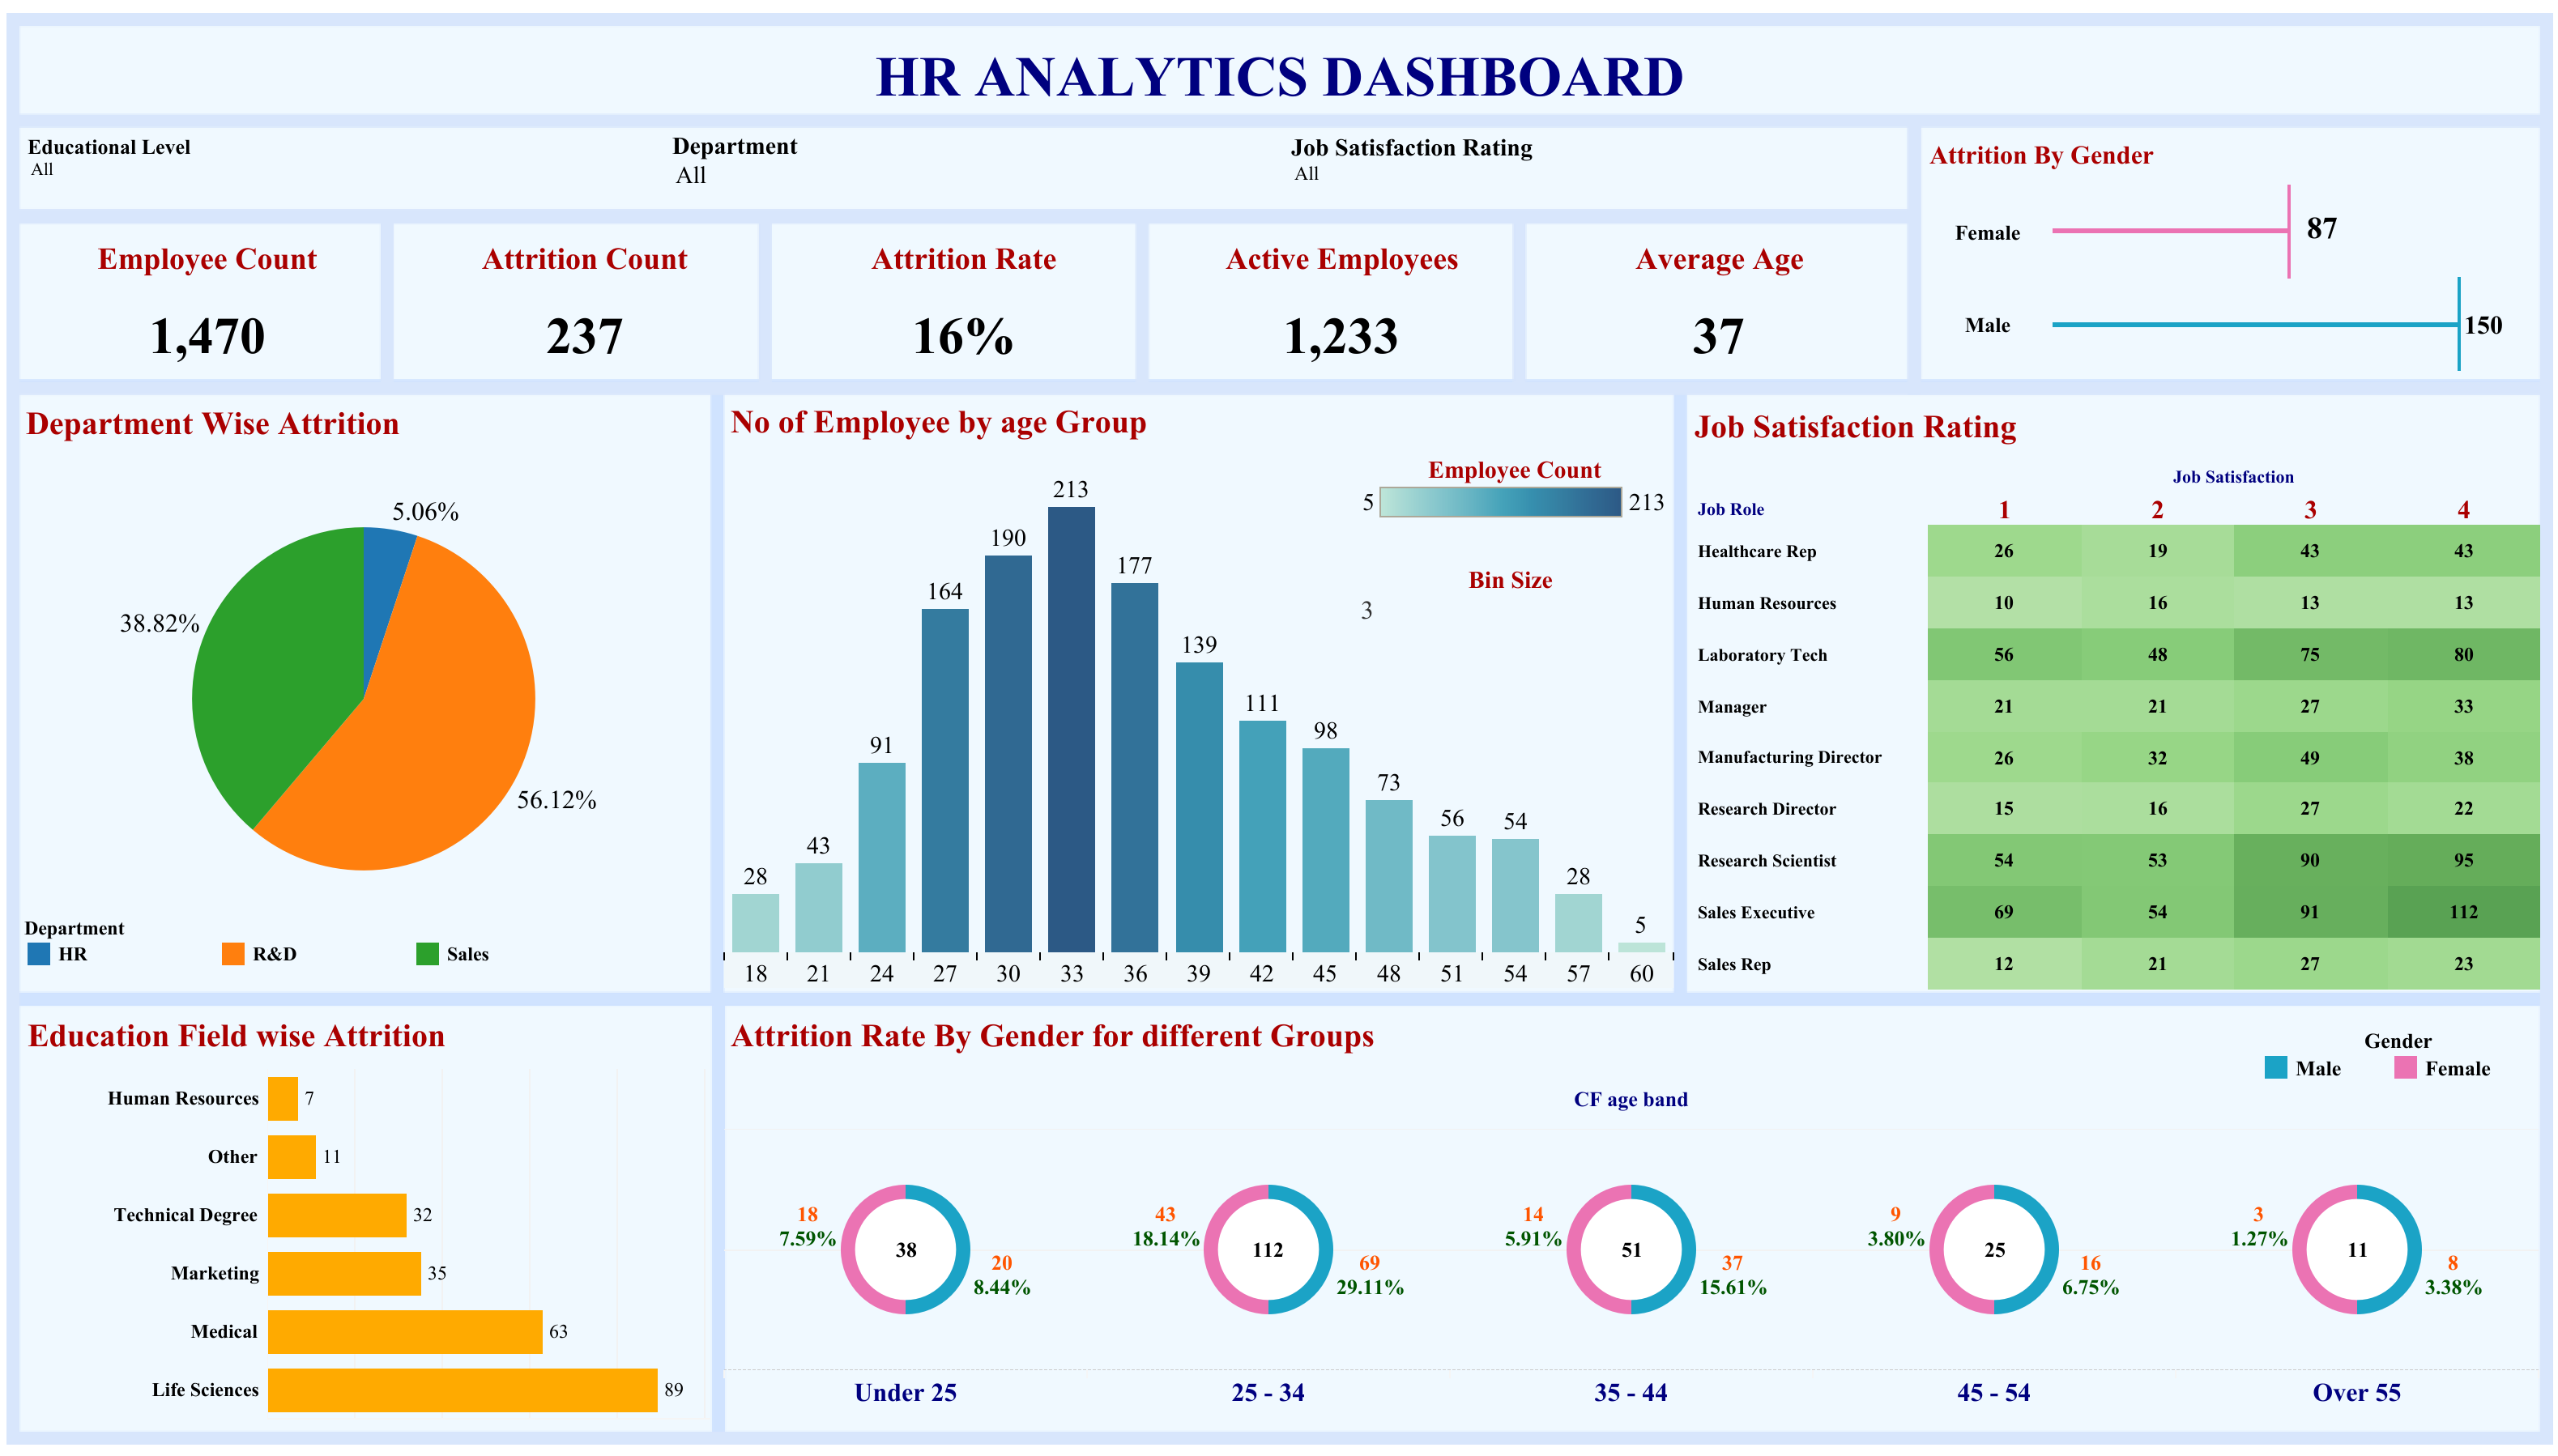 HR ANALYTICS DASHBOARD
Educational Level
All
Department
All
Job Satisfaction Rating
All
Attrition By Gender
Female
87
Male
150
Employee Count
1,470
Attrition Count
237
Attrition Rate
16%
Active Employees
1,233
Average Age
37
Department Wise Attrition
5.06%
38.82%
56.12%
Department
HR R&D Sales
No of Employee by age Group
Employee Count
5 213
Bin Size
3
28 43 91 164 190 213 177 139 111 98 73 56 54 28 5
18 21 24 27 30 33 36 39 42 45 48 51 54 57 60
Job Satisfaction Rating
Job Satisfaction
Job Role 1 2 3 4
Healthcare Rep 26 19 43 43
Human Resources 10 16 13 13
Laboratory Tech 56 48 75 80
Manager 21 21 27 33
Manufacturing Director 26 32 49 38
Research Director 15 16 27 22
Research Scientist 54 53 90 95
Sales Executive 69 54 91 112
Sales Rep 12 21 27 23
Education Field wise Attrition
Human Resources 7
Other 11
Technical Degree 32
Marketing 35
Medical 63
Life Sciences 89
Attrition Rate By Gender for different Groups
Gender
Male Female
CF age band
18
7.59%
38
20
8.44%
43
18.14%
112
69
29.11%
14
5.91%
51
37
15.61%
9
3.80%
25
16
6.75%
3
1.27%
11
8
3.38%
Under 25 25 - 34 35 - 44 45 - 54 Over 55